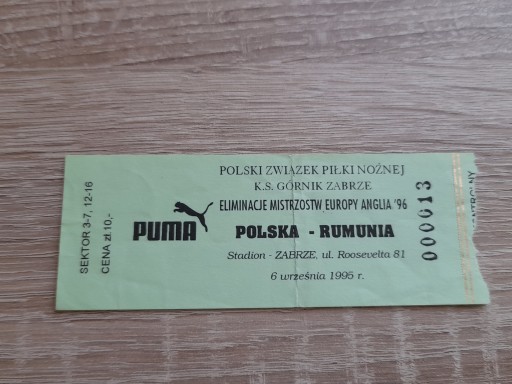 SEKTOR 3-7, 12-16
CENA zł 10,-
PUMA
POLSKI ZWIĄZEK PIŁKI NOŻNEJ
K.S. GÓRNIK ZABRZE
ELIMINACJE MISTRZOSTW EUROPY ANGLIA '96
POLSKA - RUMUNIA
Stadion - ZABRZE, ul. Roosevelta 81
6 września 1995 r.
000013